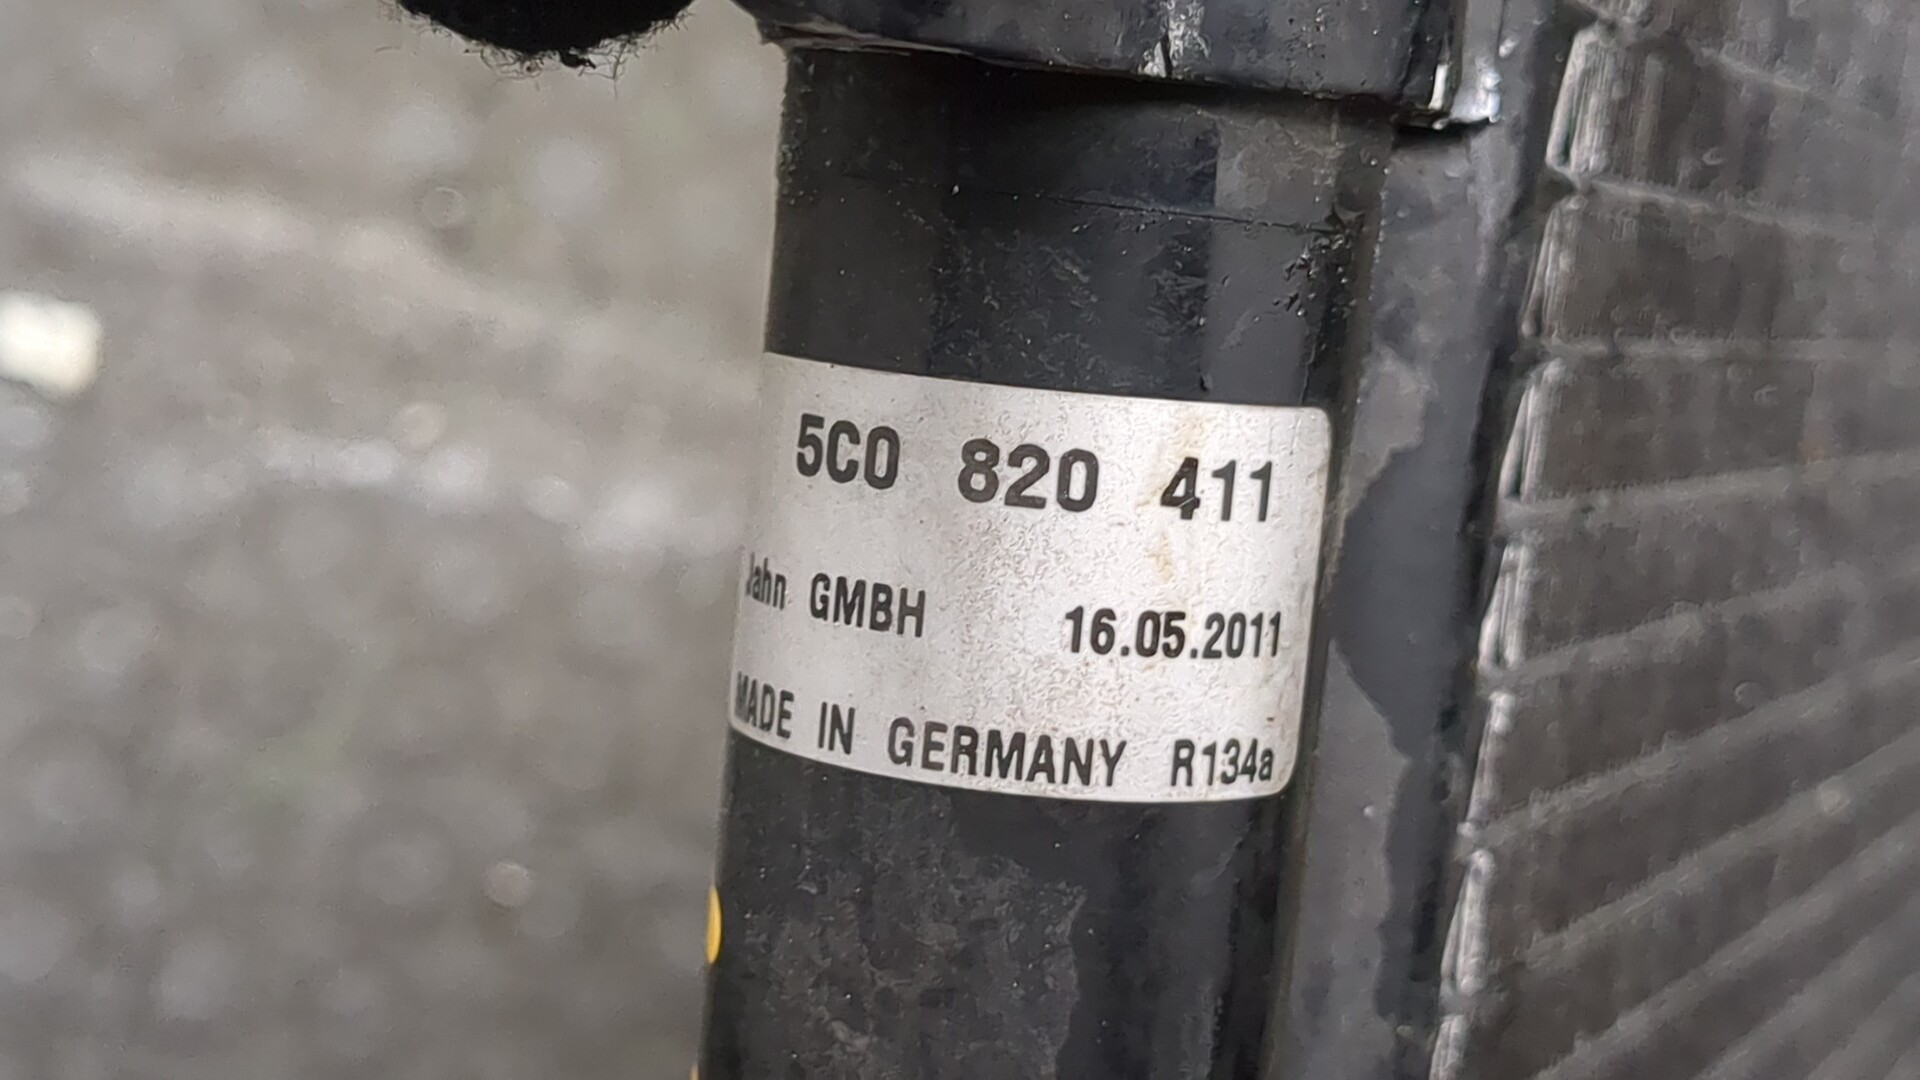 5C0 820 411
Jahn GMBH 16.05.2011
MADE IN GERMANY R134a